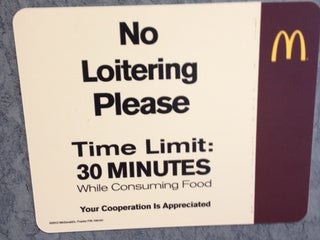 No
Loitering
Please
Time Limit:
30 MINUTES
While Consuming Food
Your Cooperation Is Appreciated